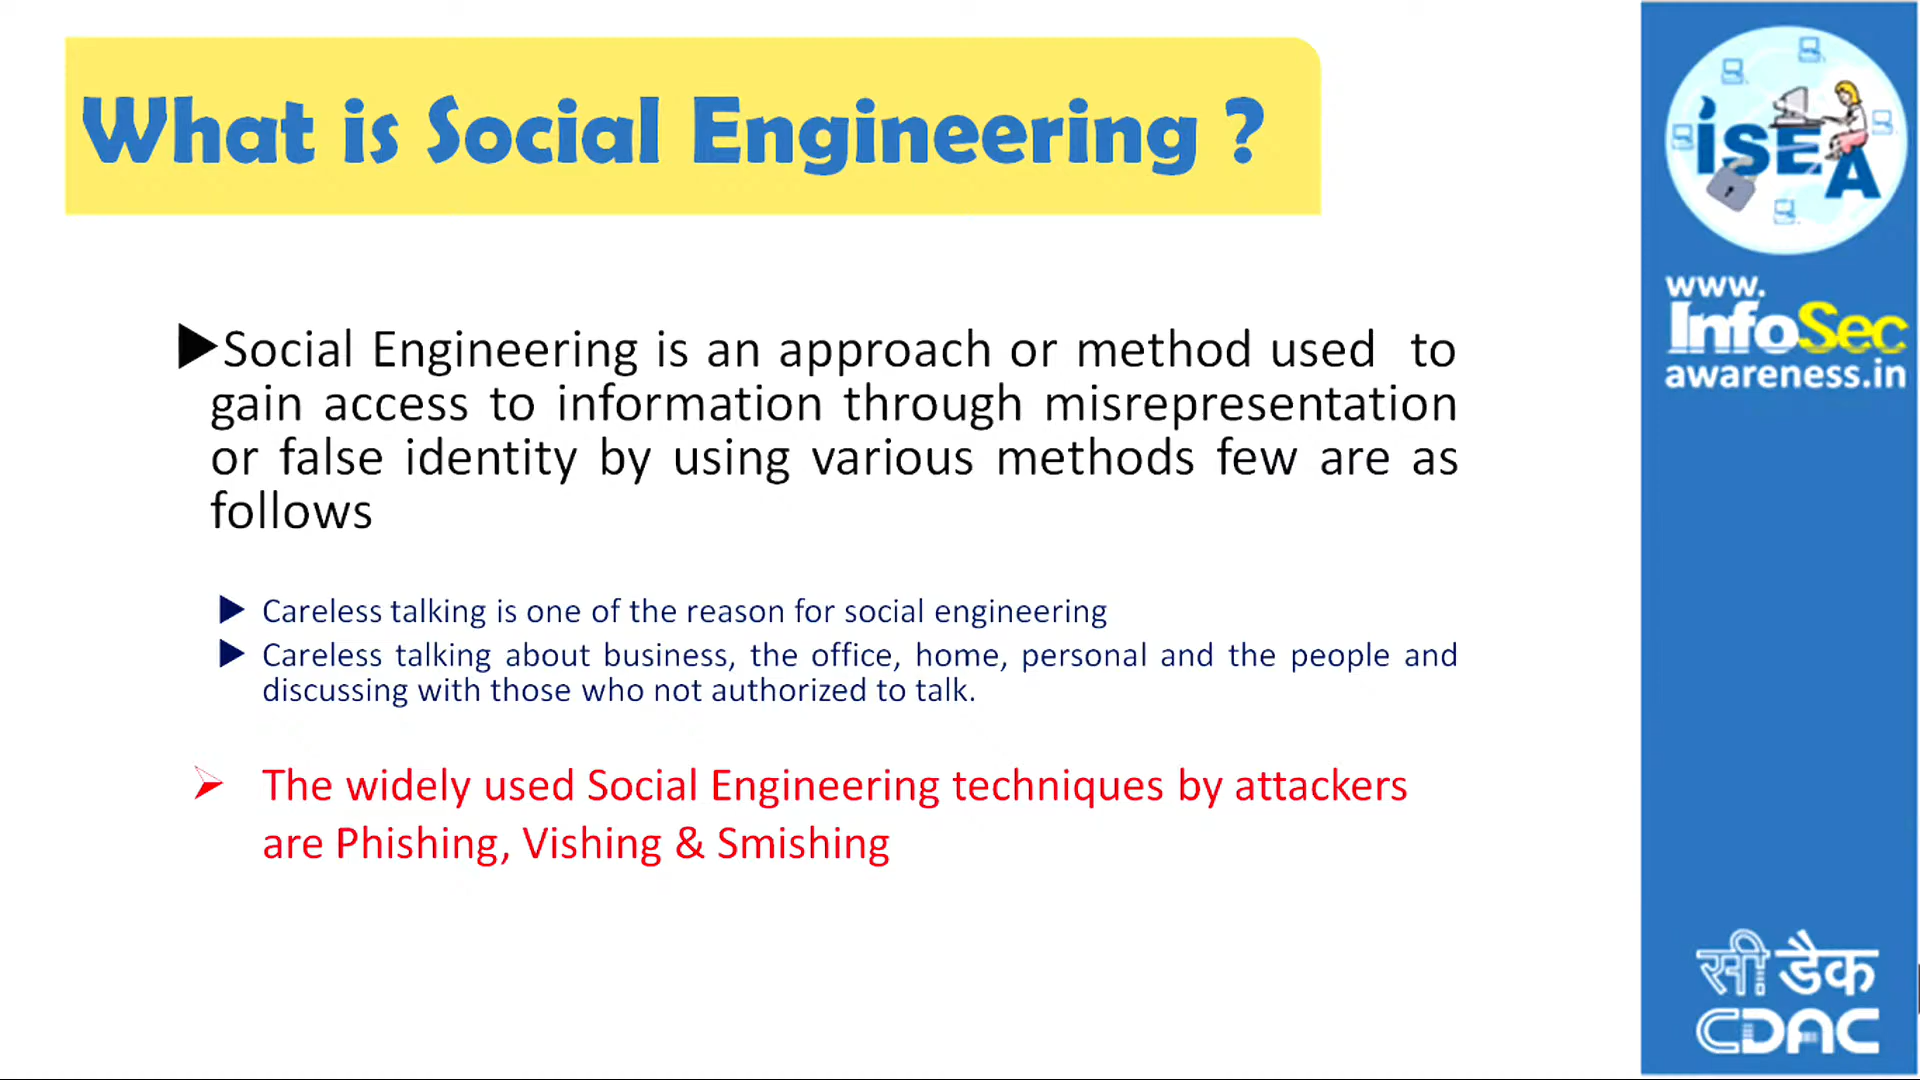 What is Social Engineering ?
Social Engineering is an approach or method used to
gain access to information through misrepresentation
or false identity by using various methods few are as
follows
Careless talking is one of the reason for social engineering
Careless talking about business, the office, home, personal and the people and
discussing with those who not authorized to talk.
The widely used Social Engineering techniques by attackers
are Phishing, Vishing & Smishing
iSEA
www.
InfoSec
awareness.in
सी डैक
CDAC